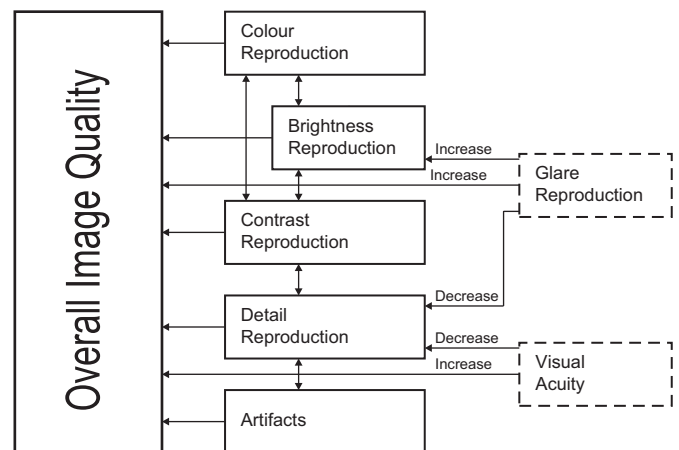 Overall Image Quality
Colour
Reproduction
Brightness
Reproduction
Increase
Increase
Glare
Reproduction
Contrast
Reproduction
Decrease
Detail
Reproduction
Decrease
Increase
Visual
Acuity
Artifacts